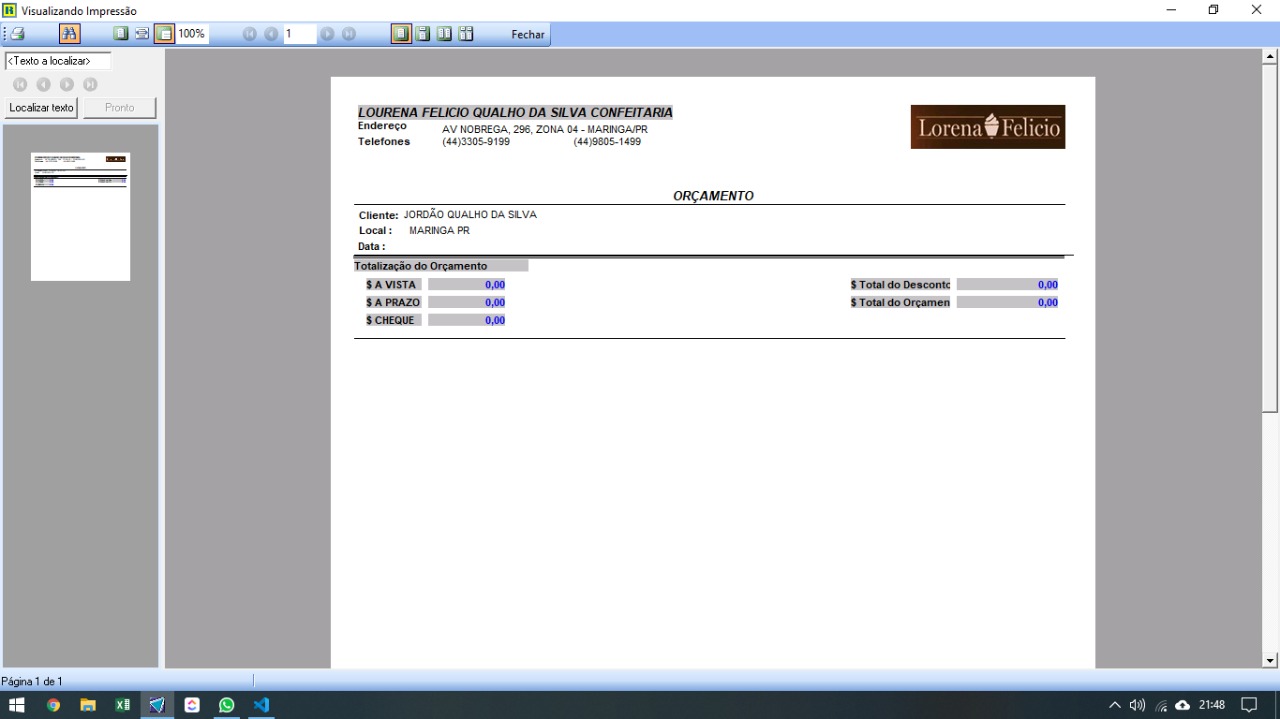 Visualizando Impressão
100%
1
Fechar
<Texto a localizar>
Localizar texto
Pronto
LOURENA FELICIO QUALHO DA SILVA CONFEITARIA
Endereço AV NOBREGA, 296, ZONA 04 - MARINGA/PR
Telefones (44)3305-9199 (44)9805-1499
Lorena Felicio
ORÇAMENTO
Cliente: JORDÃO QUALHO DA SILVA
Local : MARINGA PR
Data :
Totalização do Orçamento
$ A VISTA 0,00 $ Total do Desconto 0,00
$ A PRAZO 0,00 $ Total do Orçamen 0,00
$ CHEQUE 0,00
Página 1 de 1
21:48